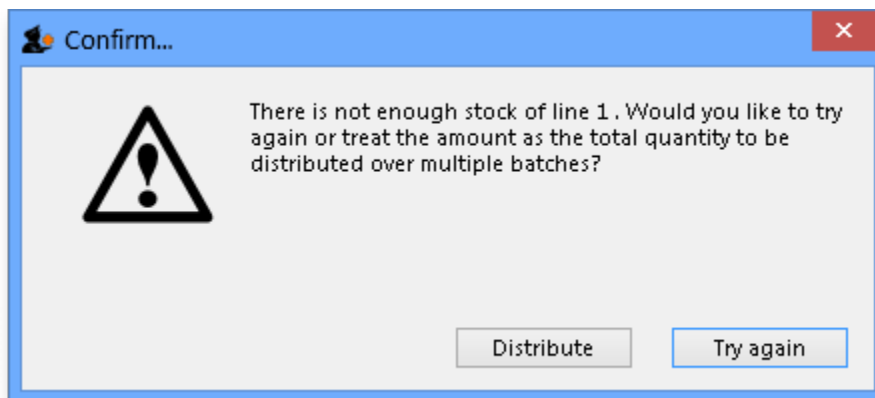 Confirm...
There is not enough stock of line 1 . Would you like to try
again or treat the amount as the total quantity to be
distributed over multiple batches?
Distribute
Try again